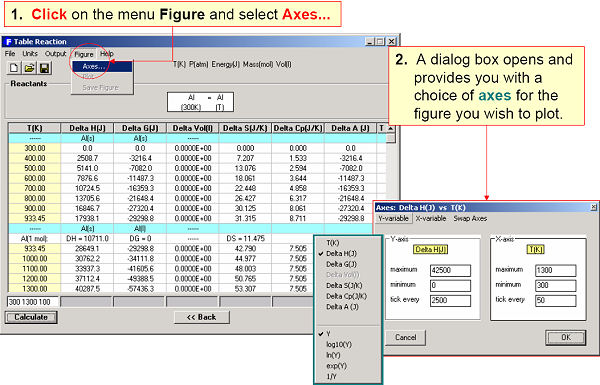 1. Click on the menu Figure and select Axes...
F Table Reaction
File Units Output Figure Help
Axes...
Plot
Save Figure
T(K) P(atm) Energy(J) Mass(mol) Vol(l)
Reactants
Al = Al
(300K) (T)
2. A dialog box opens and
provides you with a
choice of axes for the
figure you wish to plot.
T(K) Delta H(J) Delta G(J) Delta Vol(l) Delta S(J/K) Delta Cp(J/K) Delta A (J) T
----- Al(s) Al(s) ----- ----- ----- -----
300.00 0.0 0.0 0.0000E+00 0.000 0.000 0.0
400.00 2508.7 -3216.4 0.0000E+00 7.207 1.533 -3216.4
500.00 5141.0 -7082.0 0.0000E+00 13.076 2.594 -7082.0
600.00 7876.6 -11487.3 0.0000E+00 18.061 3.644 -11487.3
700.00 10724.5 -16359.3 0.0000E+00 22.448 4.858 -16359.3
800.00 13705.6 -21648.4 0.0000E+00 26.427 6.317 -21648.4
900.00 16846.7 -27320.4 0.0000E+00 30.125 8.061 -27320.4
933.45 17938.1 -29298.8 0.0000E+00 31.315 8.711 -29298.8
----- Al(s) Al(l) ----- -----
Al(1 mol: DH = 10711.0 DG = 0 ----- DS = 11.475
933.45 28649.1 -29298.8 0.0000E+00 42.790 7.505
1000.00 30762.2 -34111.8 0.0000E+00 44.977 7.505
1100.00 33937.3 -41605.6 0.0000E+00 48.003 7.505
1200.00 37112.4 -49388.5 0.0000E+00 50.765 7.505
1300.00 40287.5 -57436.3 0.0000E+00 53.307 7.505
300 1300 100
Calculate
<< Back
T(K)
Delta H(J)
Delta G(J)
Delta Vol(l)
Delta S(J/K)
Delta Cp(J/K)
Delta A (J)
Y
log10(Y)
ln(Y)
exp(Y)
1/Y
Axes: Delta H(J) vs T(K)
Y-variable X-variable Swap Axes
Y-axis X-axis
Delta H(J) T(K)
maximum 42500 maximum 1300
minimum 0 minimum 300
tick every 2500 tick every 50
Cancel OK